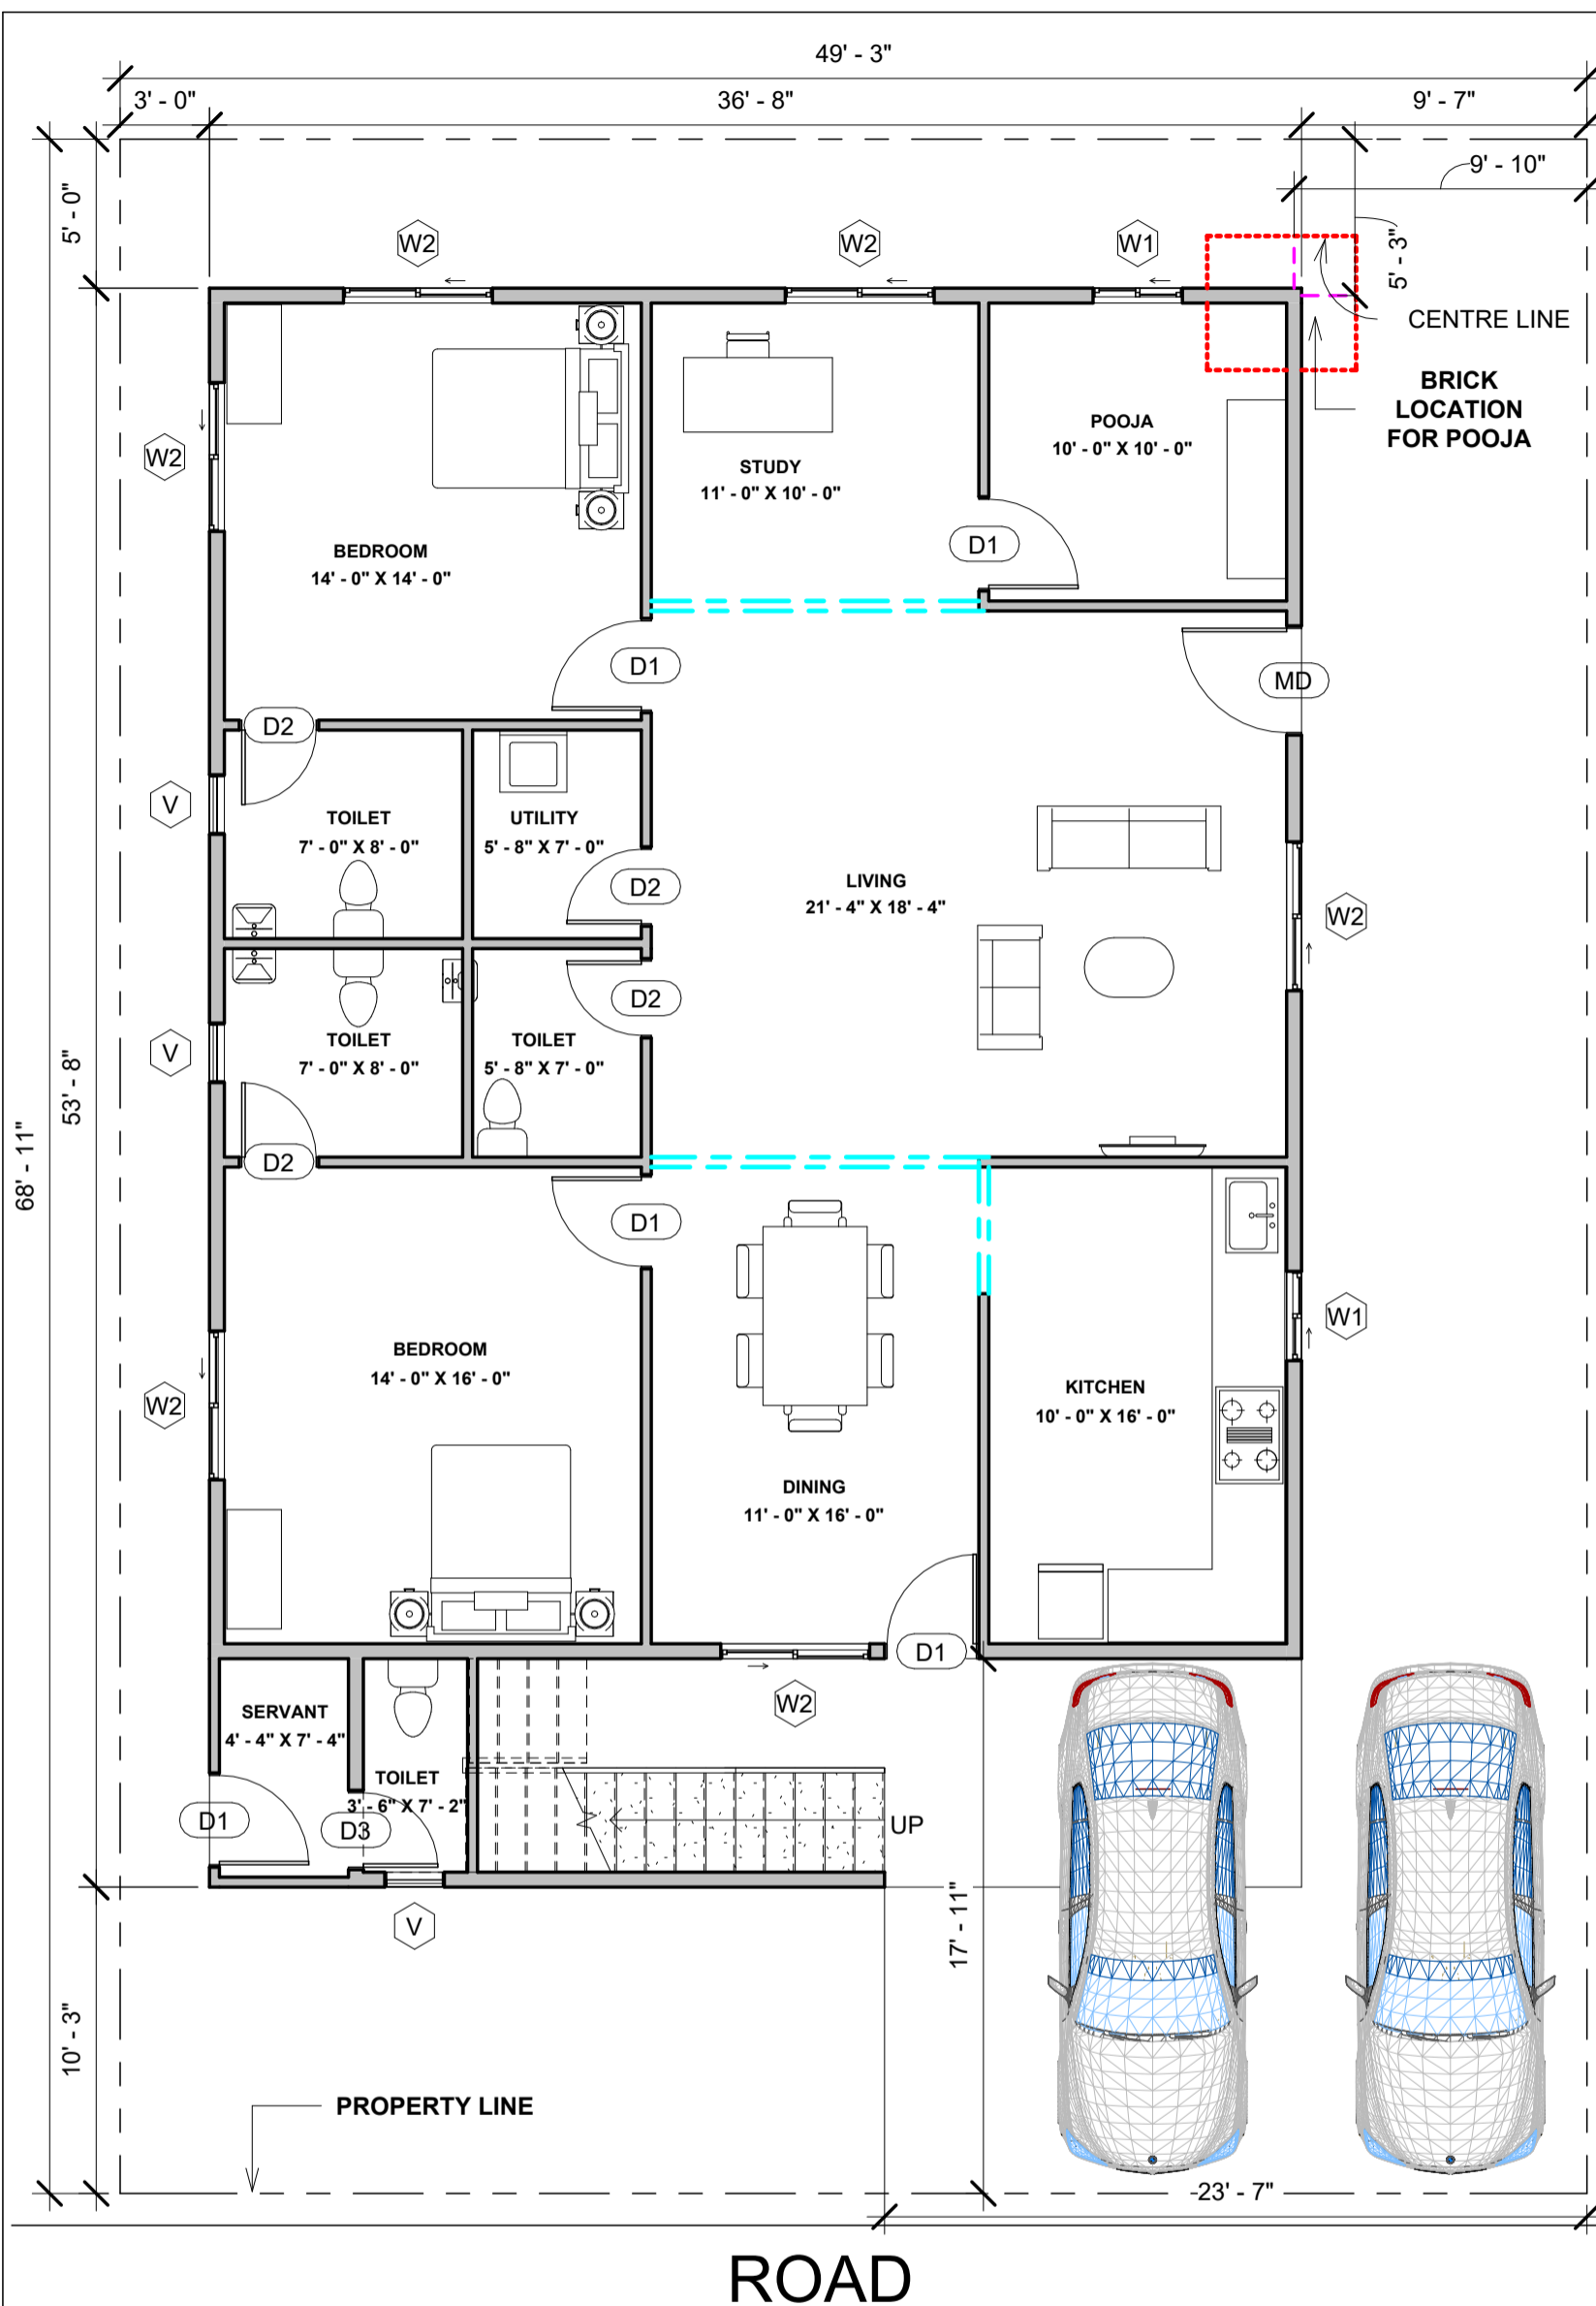 49' - 3"
3' - 0"
36' - 8"
9' - 7"
9' - 10"
5' - 0"
W2
W2
W1
5' - 3"
CENTRE LINE
BRICK
LOCATION
FOR POOJA
POOJA
10' - 0" X 10' - 0"
W2
STUDY
11' - 0" X 10' - 0"
D1
BEDROOM
14' - 0" X 14' - 0"
D1
MD
D2
V
TOILET
7' - 0" X 8' - 0"
UTILITY
5' - 8" X 7' - 0"
D2
LIVING
21' - 4" X 18' - 4"
W2
D2
V
TOILET
7' - 0" X 8' - 0"
TOILET
5' - 8" X 7' - 0"
53' - 8"
68' - 11"
D2
D1
W1
BEDROOM
14' - 0" X 16' - 0"
W2
KITCHEN
10' - 0" X 16' - 0"
DINING
11' - 0" X 16' - 0"
D1
W2
SERVANT
4' - 4" X 7' - 4"
TOILET
3' - 6" X 7' - 2"
D1
D3
UP
V
17' - 11"
10' - 3"
PROPERTY LINE
23' - 7"
ROAD